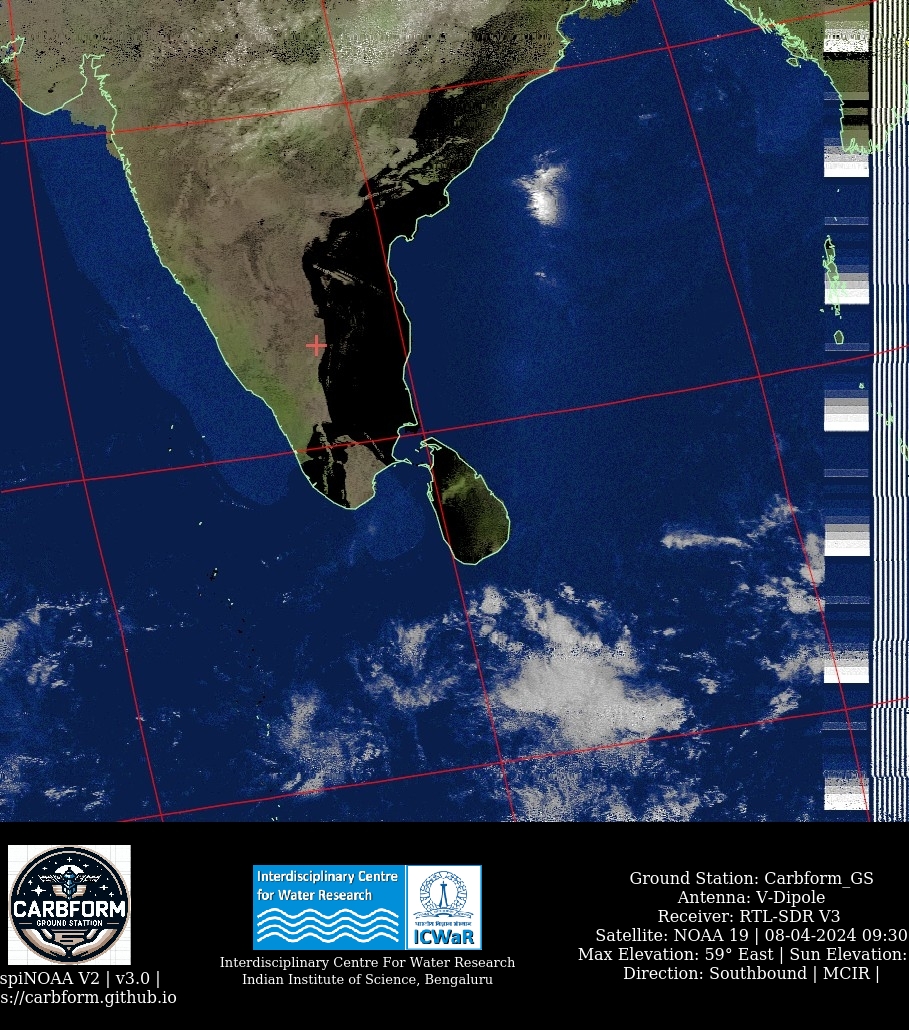 CARBFORM
GROUND STATION
spiNOAA V2 | v3.0 |
s://carbform.github.io
Interdisciplinary Centre
for Water Research
ICWaR
Interdisciplinary Centre For Water Research
Indian Institute of Science, Bengaluru
Ground Station: Carbform_GS
Antenna: V-Dipole
Receiver: RTL-SDR V3
Satellite: NOAA 19 | 08-04-2024 09:30
Max Elevation: 59° East | Sun Elevation:
Direction: Southbound | MCIR |